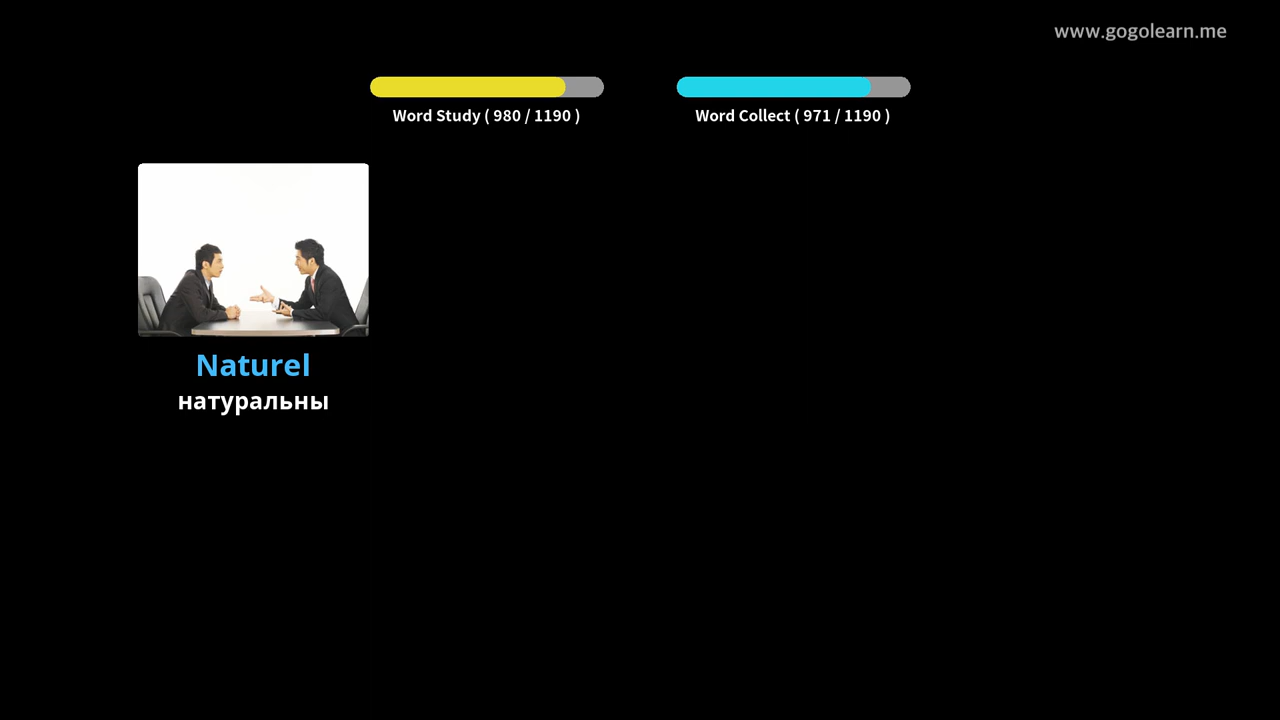 www.gogolearn.me
Word Study ( 980 / 1190 )
Word Collect ( 971 / 1190 )
Naturel
натуральны